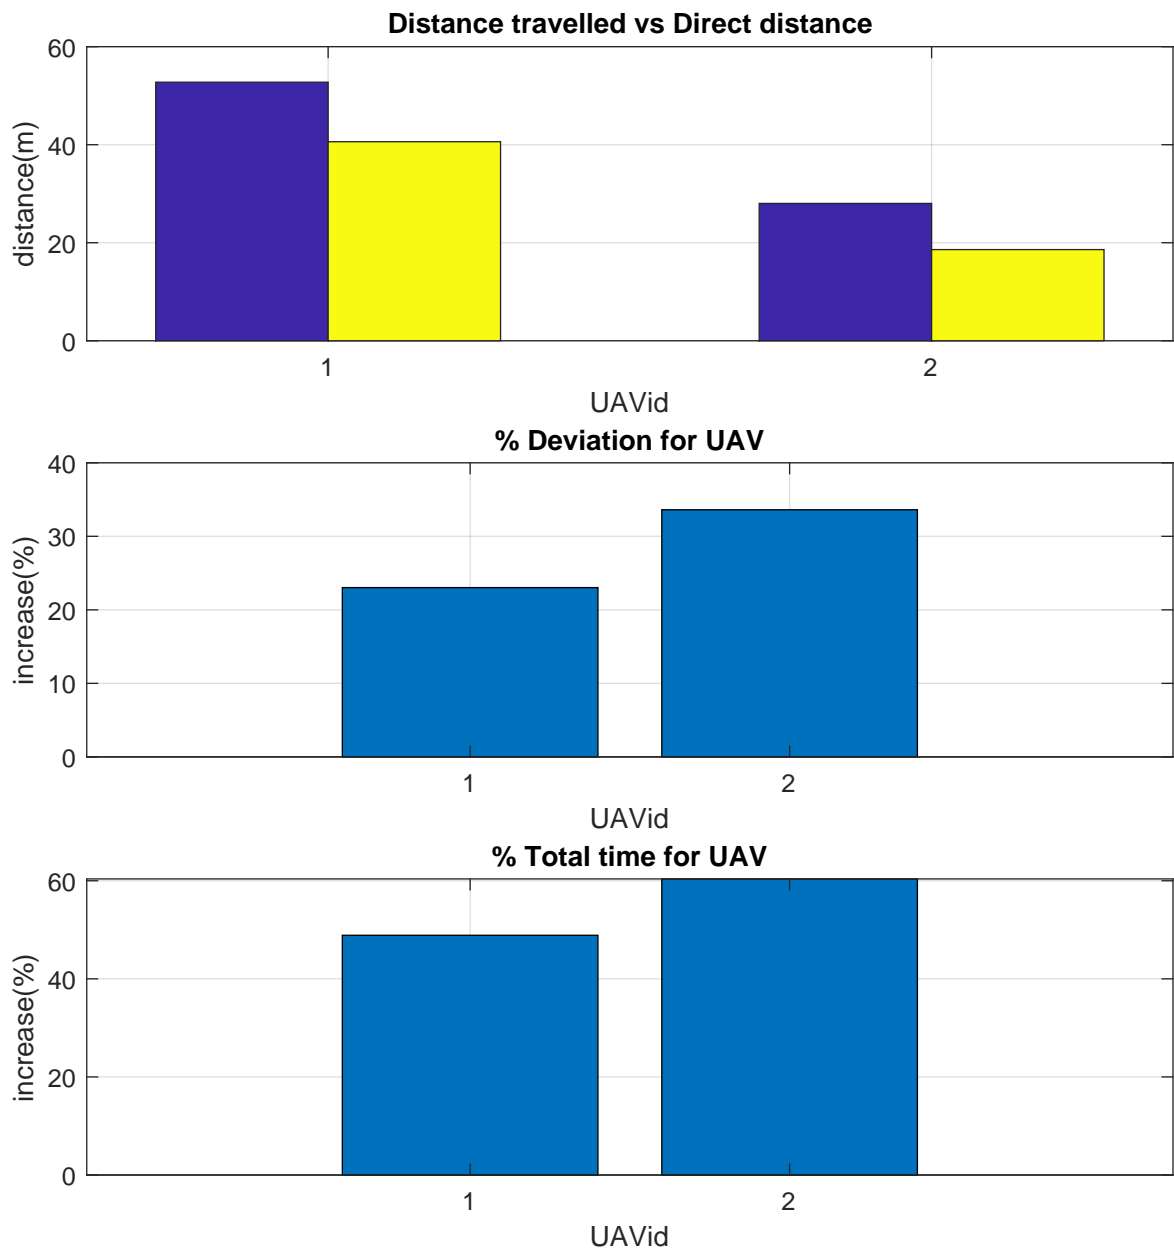 Distance travelled vs Direct distance
60
40
20
0
distance(m)
1 2
UAVid
% Deviation for UAV
40
30
20
10
0
increase(%)
1 2
UAVid
% Total time for UAV
60
40
20
0
increase(%)
1 2
UAVid